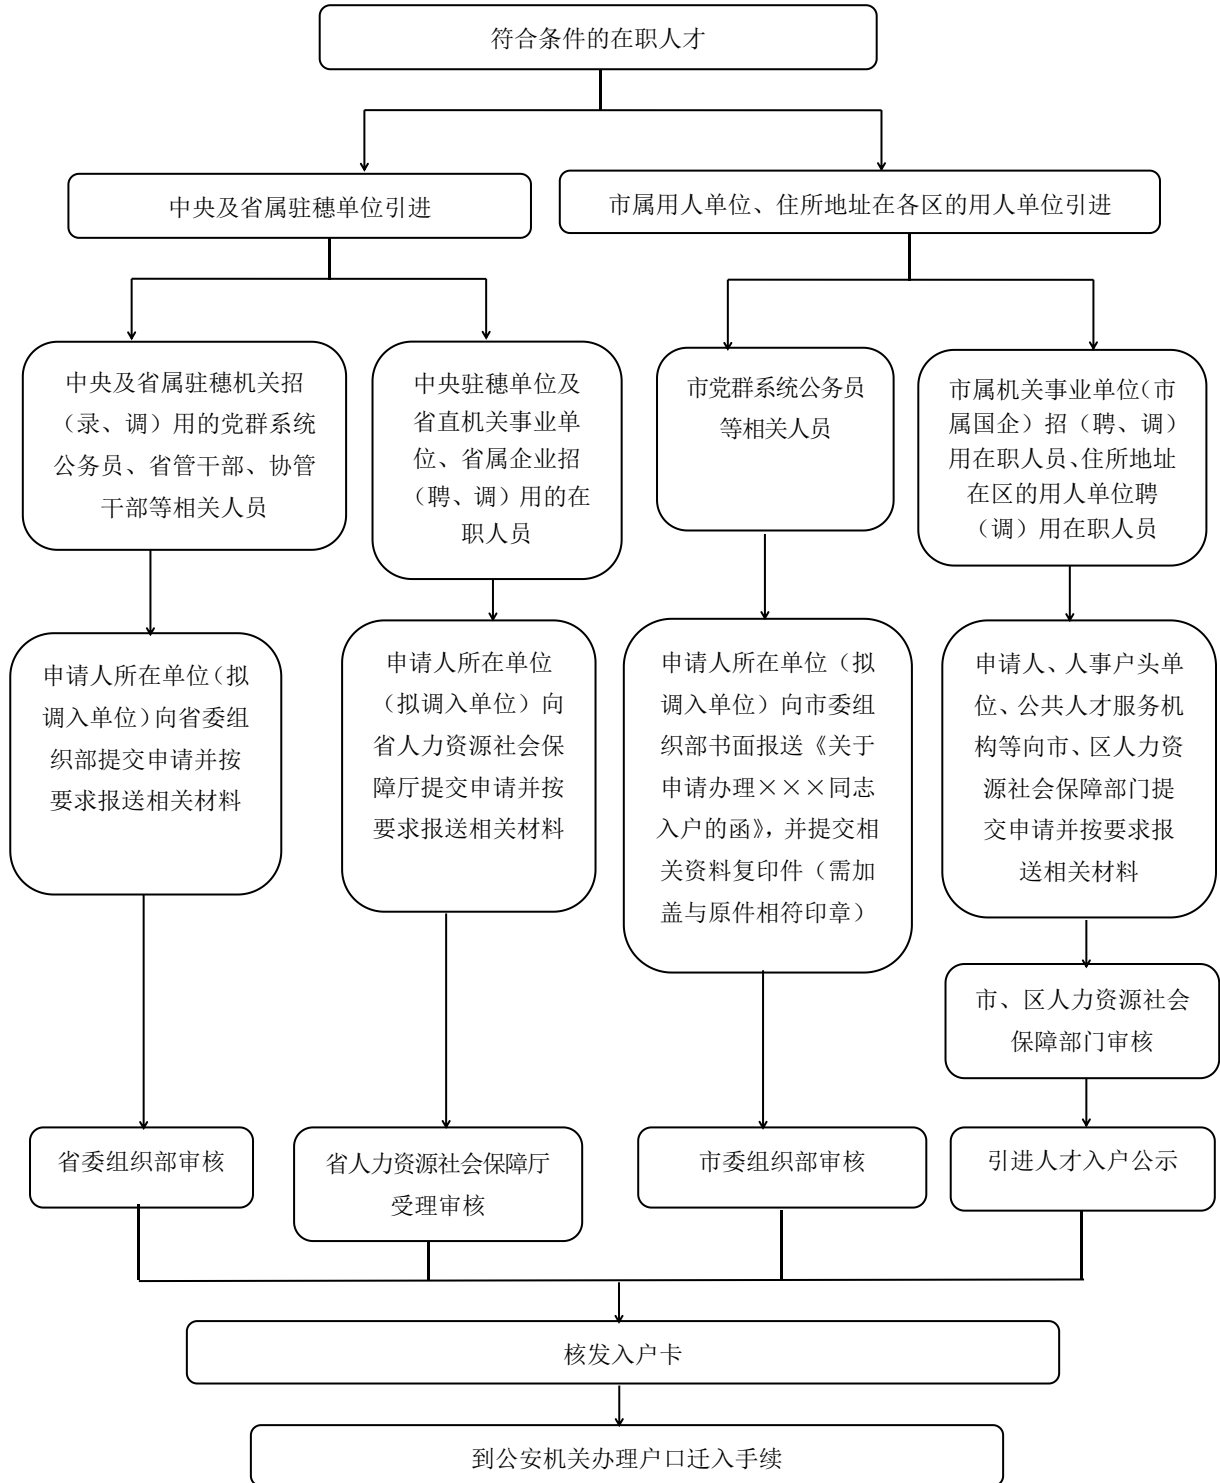 符合条件的在职人才
中央及省属驻穗单位引进
市属用人单位、住所地址在各区的用人单位引进
中央及省属驻穗机关招
（录、调）用的党群系统
公务员、省管干部、协管
干部等相关人员
中央驻穗单位及
省直机关事业单
位、省属企业招
（聘、调）用的在
职人员
市党群系统公务员
等相关人员
市属机关事业单位（市
属国企）招（聘、调）
用在职人员、住所地址
在区的用人单位聘
（调）用在职人员
申请人所在单位（拟
调入单位）向省委组
织部提交申请并按
要求报送相关材料
申请人所在单位
（拟调入单位）向
省人力资源社会保
障厅提交申请并按
要求报送相关材料
申请人所在单位（拟
调入单位）向市委组
织部书面报送《关于
申请办理×××同志
入户的函》，并提交相
关资料复印件（需加
盖与原件相符印章）
申请人、人事户头单
位、公共人才服务机
构等向市、区人力资
源社会保障部门提
交申请并按要求报
送相关材料
市、区人力资源社会
保障部门审核
省委组织部审核
省人力资源社会保障厅
受理审核
市委组织部审核
引进人才入户公示
核发入户卡
到公安机关办理户口迁入手续